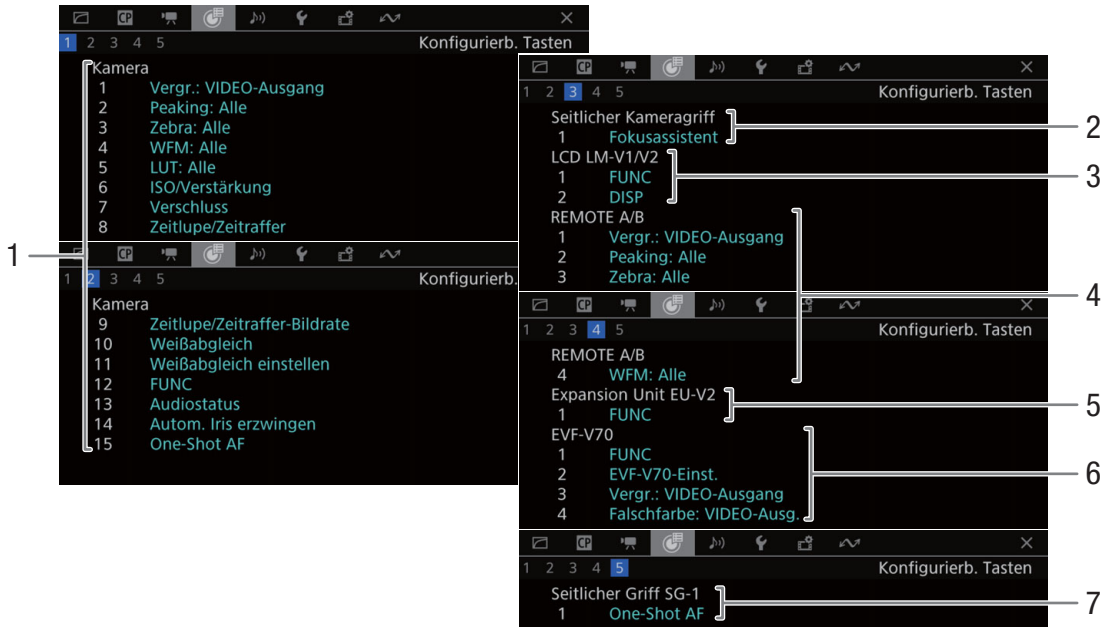 CP
1 2 3 4 5 Konfigurierb. Tasten
Kamera
1 Vergr.: VIDEO-Ausgang
2 Peaking: Alle
3 Zebra: Alle
4 WFM: Alle
5 LUT: Alle
6 ISO/Verstärkung
7 Verschluss
8 Zeitlupe/Zeitraffer
1
CP
1 2 3 4 5 Konfigurierb.
Kamera
9 Zeitlupe/Zeitraffer-Bildrate
10 Weißabgleich
11 Weißabgleich einstellen
12 FUNC
13 Audiostatus
14 Autom. Iris erzwingen
15 One-Shot AF
CP
1 2 3 4 5 Konfigurierb. Tasten
Seitlicher Kameragriff
1 Fokusassistent
2
LCD LM-V1/V2
1 FUNC
2 DISP
3
REMOTE A/B
1 Vergr.: VIDEO-Ausgang
2 Peaking: Alle
3 Zebra: Alle
4
CP
1 2 3 4 5 Konfigurierb. Tasten
REMOTE A/B
4 WFM: Alle
Expansion Unit EU-V2
1 FUNC
5
EVF-V70
1 FUNC
2 EVF-V70-Einst.
3 Vergr.: VIDEO-Ausgang
4 Falschfarbe: VIDEO-Ausg.
6
CP
1 2 3 4 5 Konfigurierb. Tasten
Seitlicher Griff SG-1
1 One-Shot AF
7